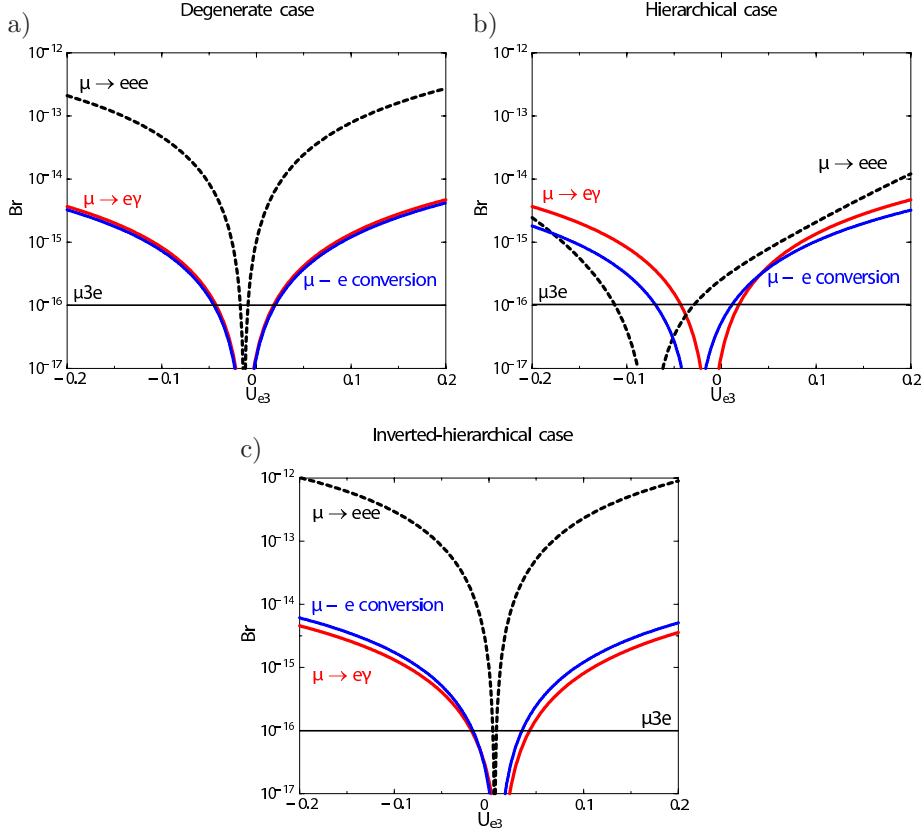 Degenerate case
a)
10⁻¹²
10⁻¹³
10⁻¹⁴
10⁻¹⁵
10⁻¹⁶
10⁻¹⁷
Br
μ → eee
μ → eγ
μ − e conversion
μ3e
−0.2
−0.1
0
0.1
0.2
Ue3
Hierarchical case
b)
10⁻¹²
10⁻¹³
10⁻¹⁴
10⁻¹⁵
10⁻¹⁶
10⁻¹⁷
Br
μ → eee
μ → eγ
μ − e conversion
μ3e
−0.2
−0.1
0
0.1
0.2
Ue3
Inverted-hierarchical case
c)
10⁻¹²
10⁻¹³
10⁻¹⁴
10⁻¹⁵
10⁻¹⁶
10⁻¹⁷
Br
μ → eee
μ − e conversion
μ → eγ
μ3e
−0.2
−0.1
0
0.1
0.2
Ue3